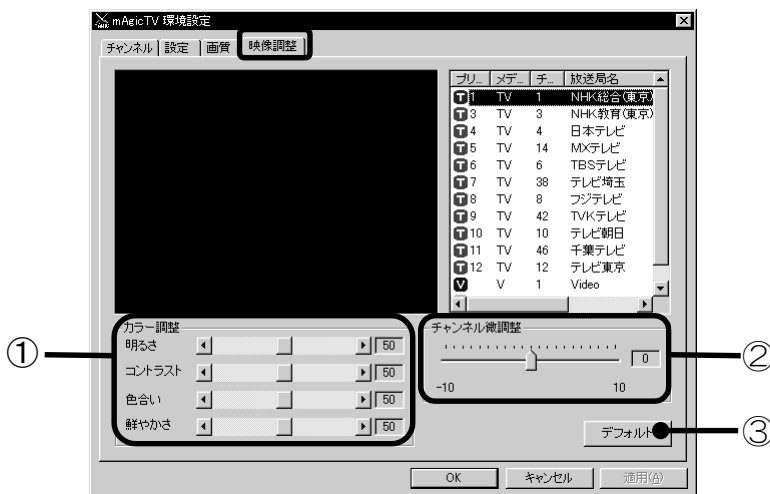 mAgicTV 環境設定
チャンネル 設定 画質 映像調整
プリ... メデ... チ... 放送局名
T 1 TV 1 NHK総合(東京)
T 3 TV 3 NHK教育(東京)
T 4 TV 4 日本テレビ
T 5 TV 14 MXテレビ
T 6 TV 6 TBSテレビ
T 7 TV 38 テレビ埼玉
T 8 TV 8 フジテレビ
T 9 TV 42 TVKテレビ
T 10 TV 10 テレビ朝日
T 11 TV 46 千葉テレビ
T 12 TV 12 テレビ東京
V V 1 Video
①
カラー調整
明るさ 50
コントラスト 50
色合い 50
鮮やかさ 50
チャンネル微調整
0
-10 10
②
デフォルト
③
OK キャンセル 適用(A)